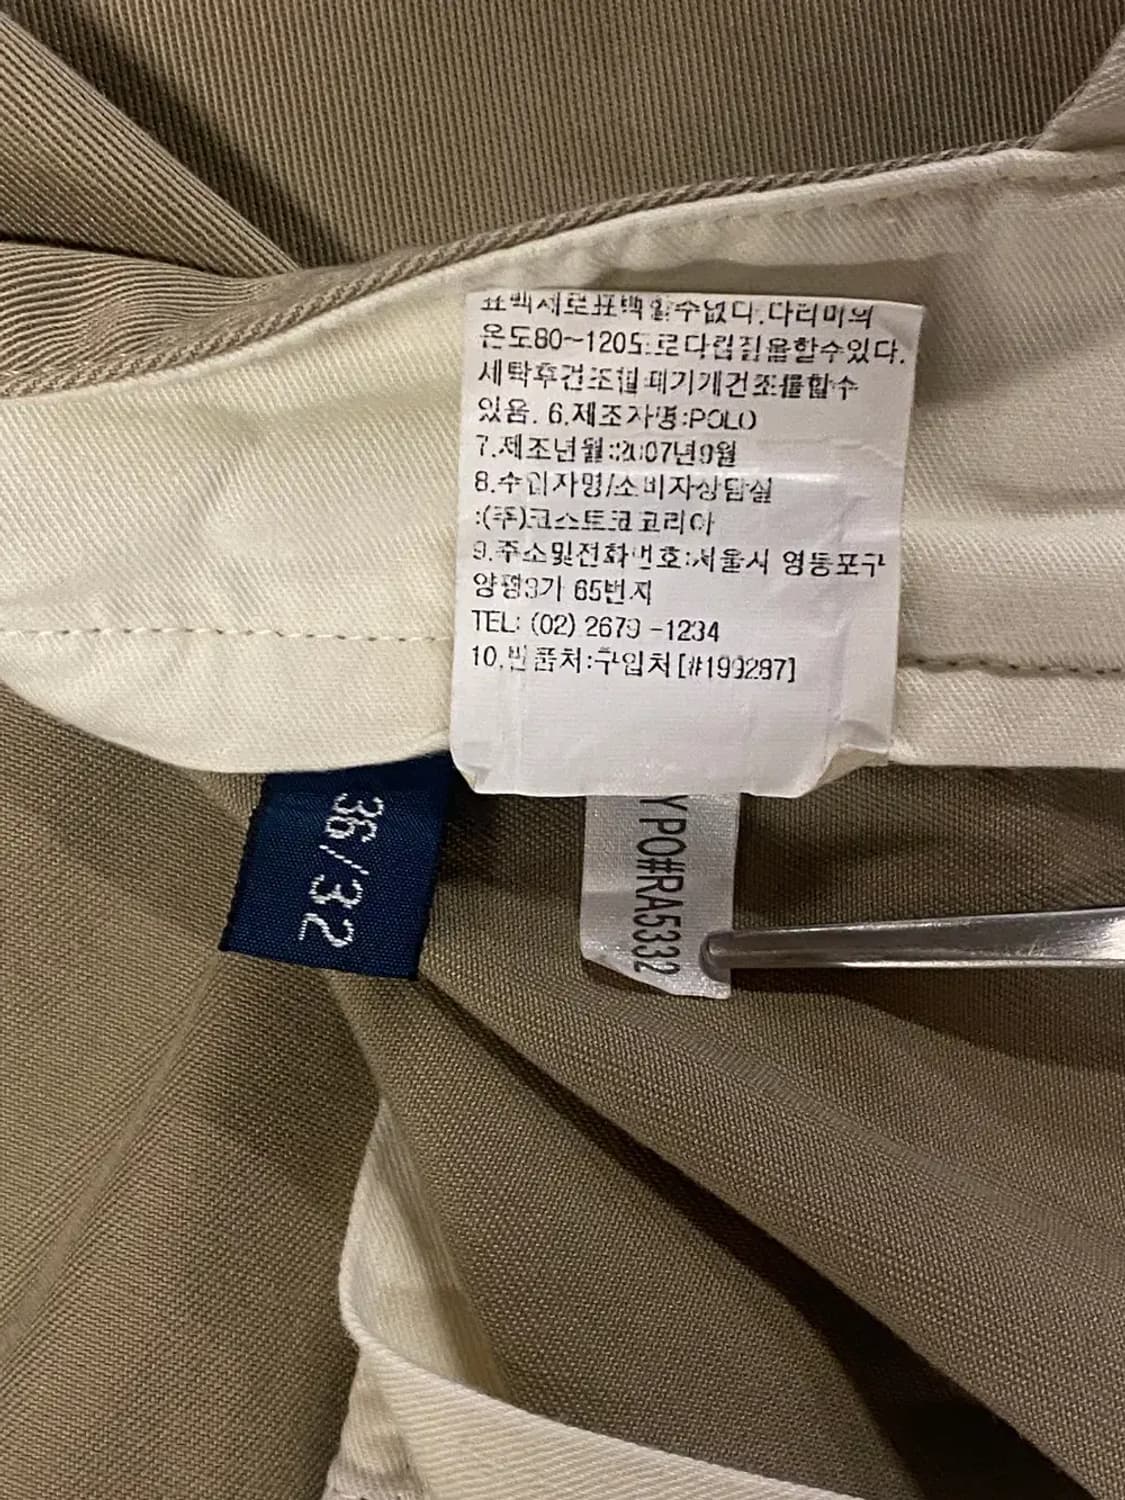 표백제로표백할수없다.다리미의
온도80~120도로다림질을할수있다.
세탁후건조할때기계건조를할수
있음. 6.제조자명:POLO
7.제조년월:2007년9월
8.수입자명/소비자상담실
:(주)코스트코코리아
9.주소및전화번호:서울시 영등포구
양평3가 65번지
TEL: (02) 2679 -1234
10.반품처:구입처[#199287]
36//32
Y PO#RA5332